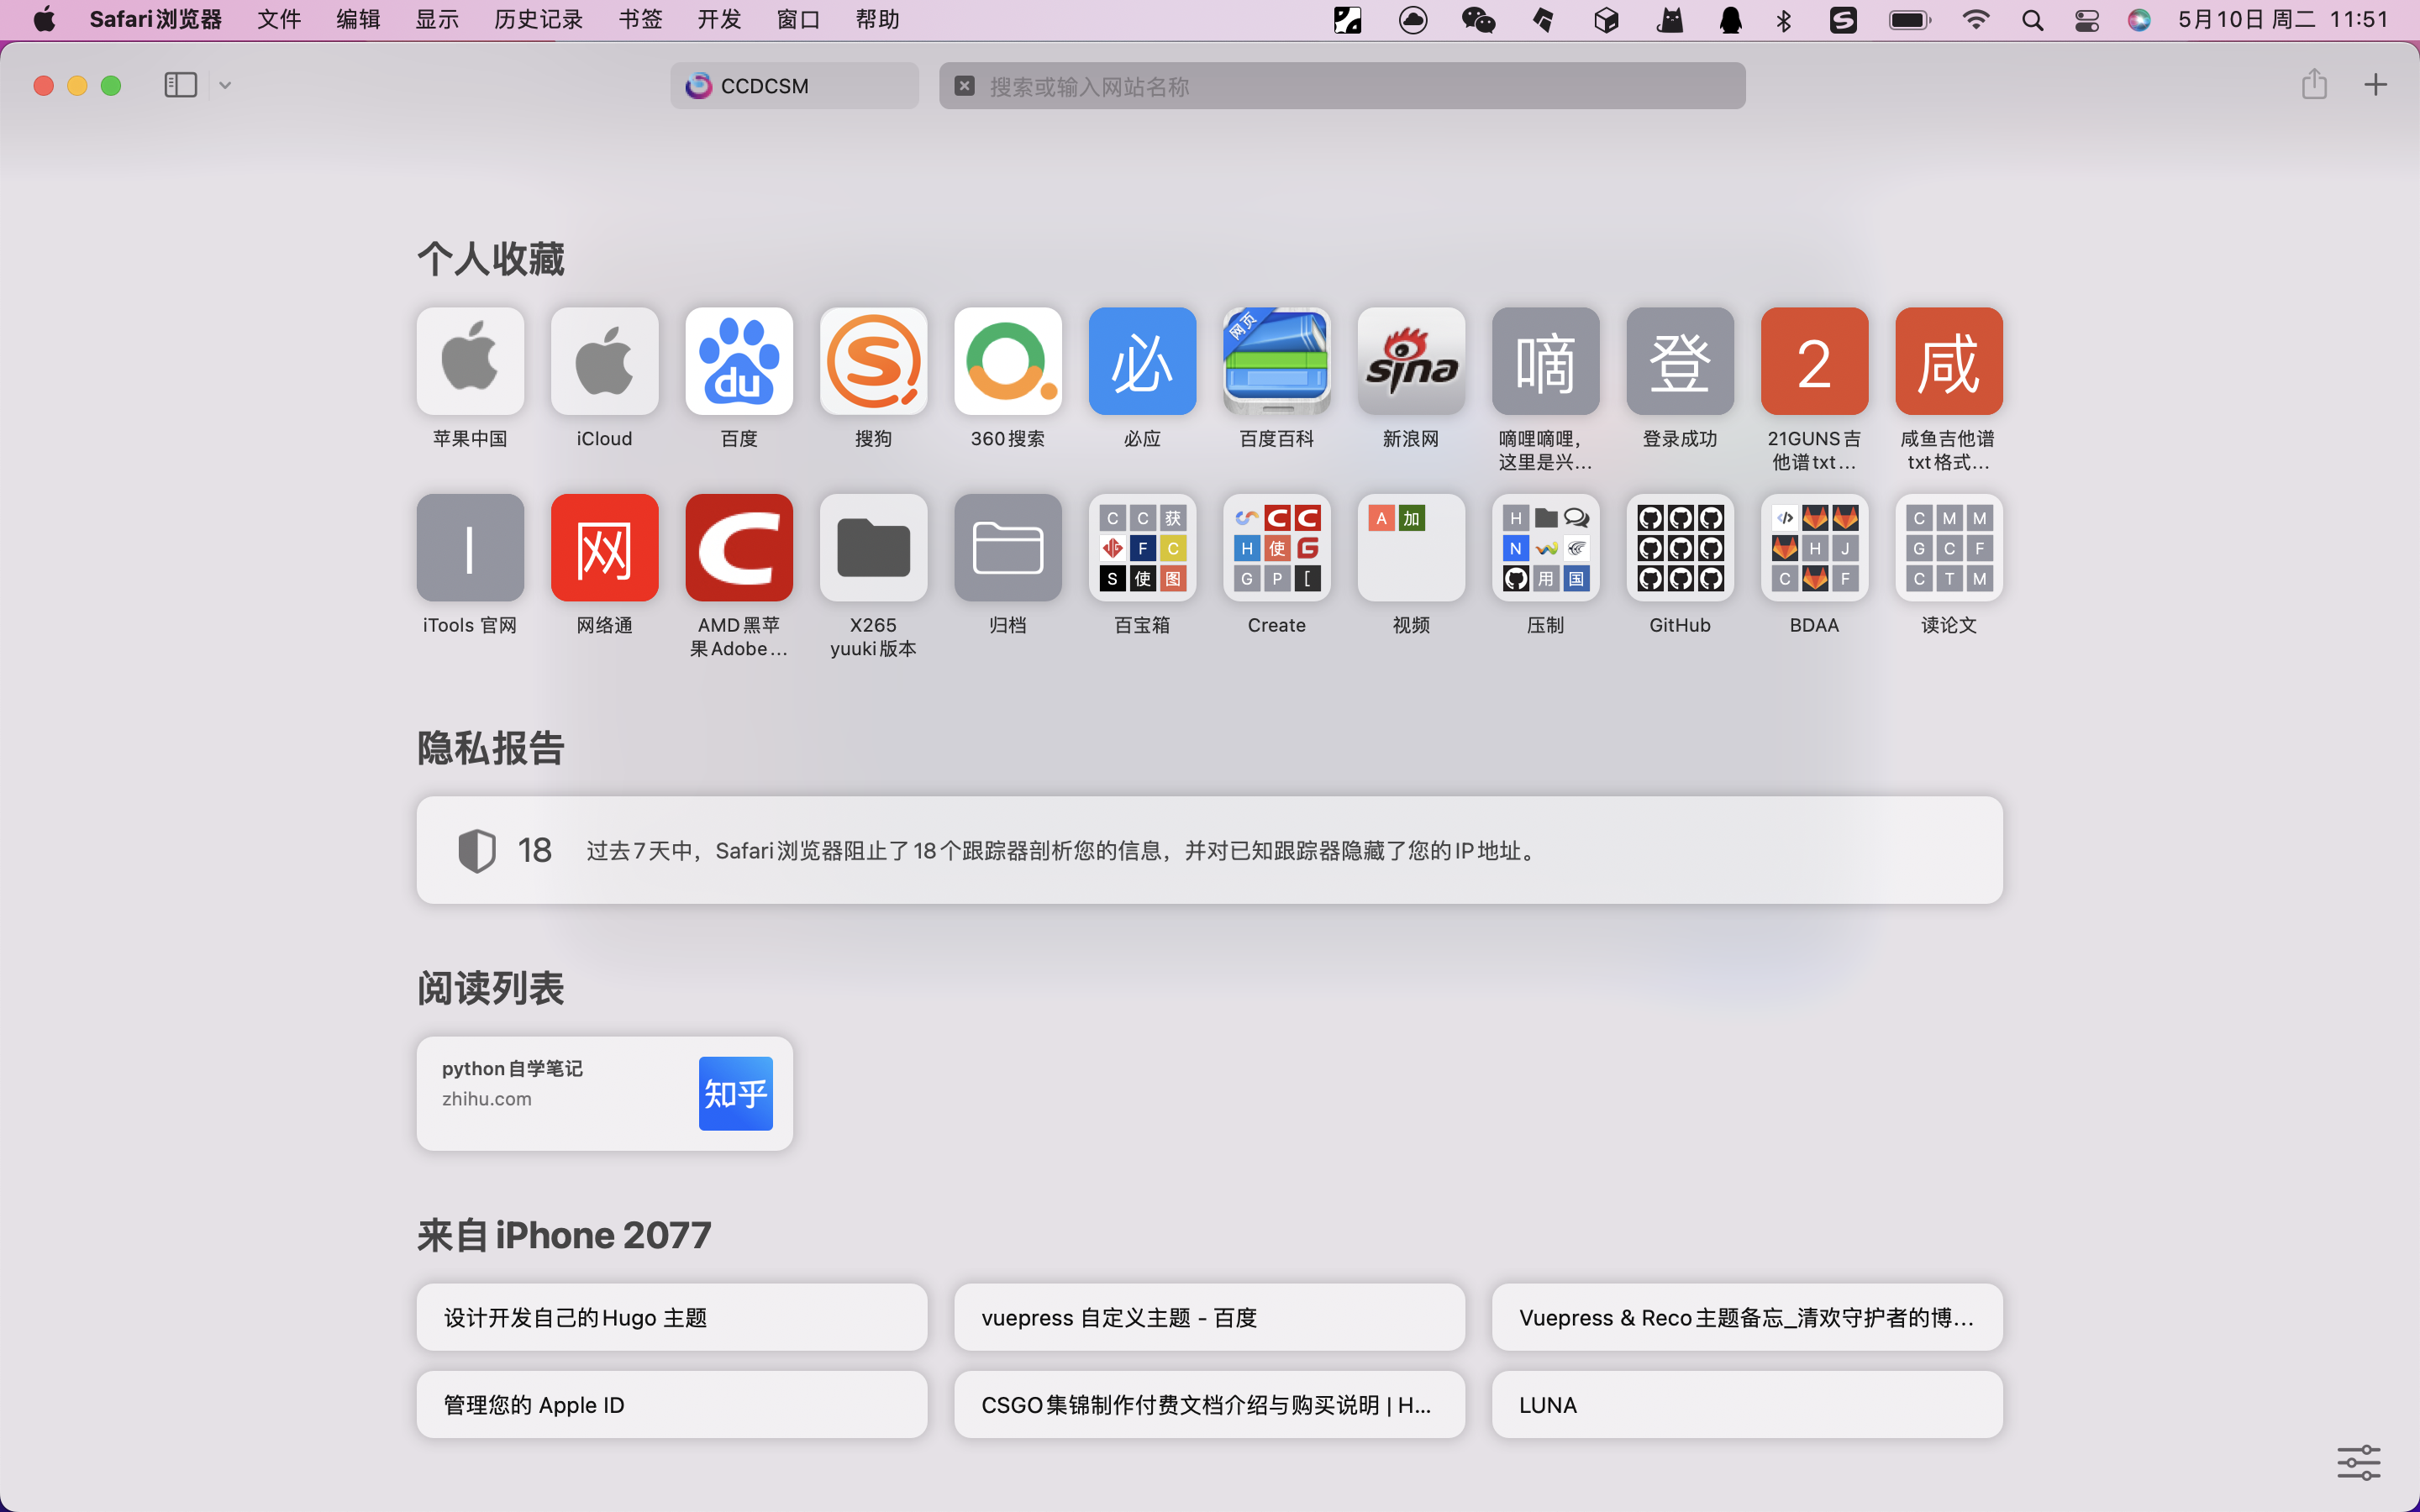 Safari浏览器 文件 编辑 显示 历史记录 书签 开发 窗口 帮助 5月10日 周二 11:51
CCDCSM 搜索或输入网站名称
个人收藏
du 必 网页 sina 嘀 登 2 咸
苹果中国 iCloud 百度 搜狗 360搜索 必应 百度百科 新浪网 嘀哩嘀哩, 登录成功 21GUNS吉 咸鱼吉他谱
这里是兴... 他谱txt... txt格式...
I 网 C
C C 获 A 加 H C M M
F C H 使 G N H J G C F
S 使 图 G P [ 用 国 C F C T M
iTools 官网 网络通 AMD黑苹 X265 归档 百宝箱 Create 视频 压制 GitHub BDAA 读论文
果Adobe... yuuki版本
隐私报告
18 过去7天中，Safari浏览器阻止了18个跟踪器剖析您的信息，并对已知跟踪器隐藏了您的IP地址。
阅读列表
python自学笔记
zhihu.com
知乎
来自 iPhone 2077
设计开发自己的Hugo 主题 vuepress 自定义主题 - 百度 Vuepress & Reco主题备忘_清欢守护者的博...
管理您的 Apple ID CSGO集锦制作付费文档介绍与购买说明 | H... LUNA